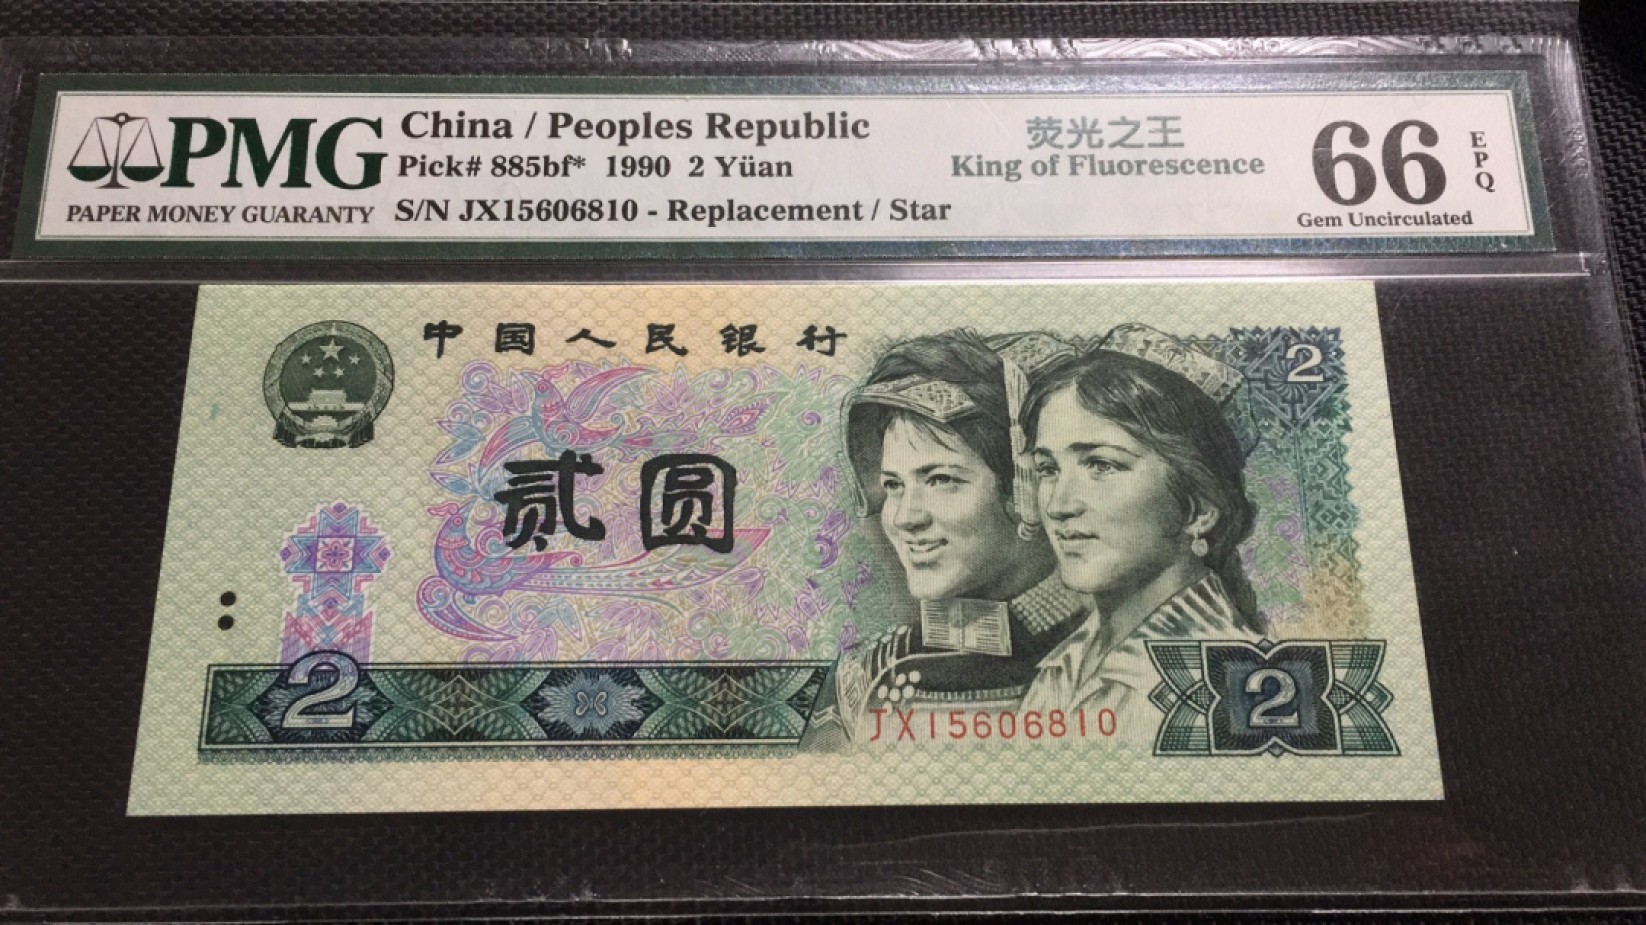 PMG
PAPER MONEY GUARANTY
China / Peoples Republic
Pick# 885bf* 1990 2 Yüan
S/N JX15606810 - Replacement / Star
荧光之王
King of Fluorescence
66
EPQ
Gem Uncirculated
中国人民银行
2
贰圆
2
JX15606810
2